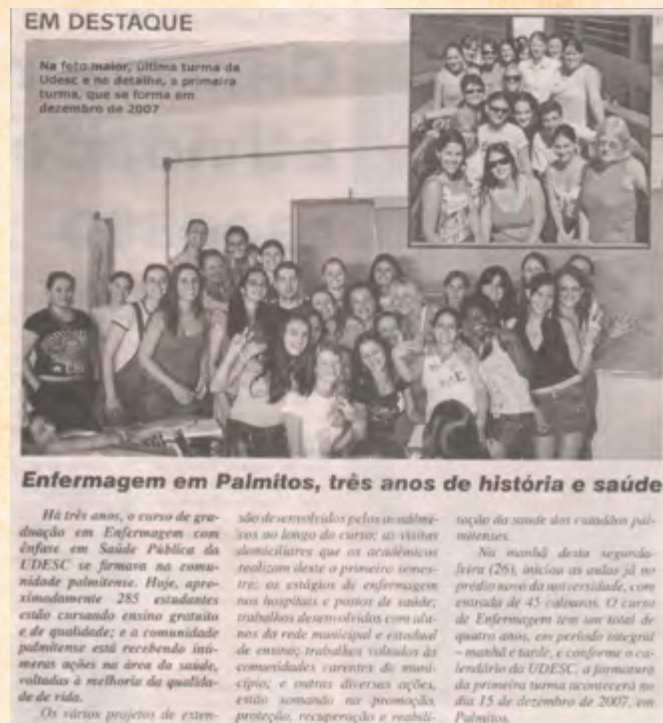 EM DESTAQUE
Na foto maior, última turma da
Udesc e no detalhe, a primeira
turma, que se forma em
dezembro de 2007
Enfermagem em Palmitos, três anos de história e saúde
Há três anos, o curso de gra-
duação em Enfermagem com
ênfase em Saúde Pública da
UDESC se firmava na comu-
nidade palmitense. Hoje, apro-
ximadamente 285 estudantes
estão cursando ensino gratuito
e de qualidade; e a comunidade
palmitense está recebendo inú-
meras ações na área da saúde,
voltadas à melhoria da qualida-
de de vida.
Os vários projetos de exten-
são desenvolvidos pelos acadêmi-
cos ao longo do curso; as visitas
domiciliares que os acadêmicos
realizam deste o primeiro semes-
tre; os estágios de enfermagem
nos hospitais e postos de saúde;
trabalhos desenvolvidos com alu-
nos da rede municipal e estadual
de ensino; trabalhos voltados às
comunidades carentes do muni-
cípio; e outras diversas ações,
estão somando na promoção,
proteção, recuperação e reabili-
tação da saúde dos cidadãos pal-
mitenses.
Na manhã desta segunda-
feira (26), iniciou as aulas já no
prédio novo da universidade, com
entrada de 45 calouros. O curso
de Enfermagem tem um total de
quatro anos, em período integral
– manhã e tarde, e conforme o ca-
lendário da UDESC, a formatura
da primeira turma acontecerá no
dia 15 de dezembro de 2007, em
Palmitos.